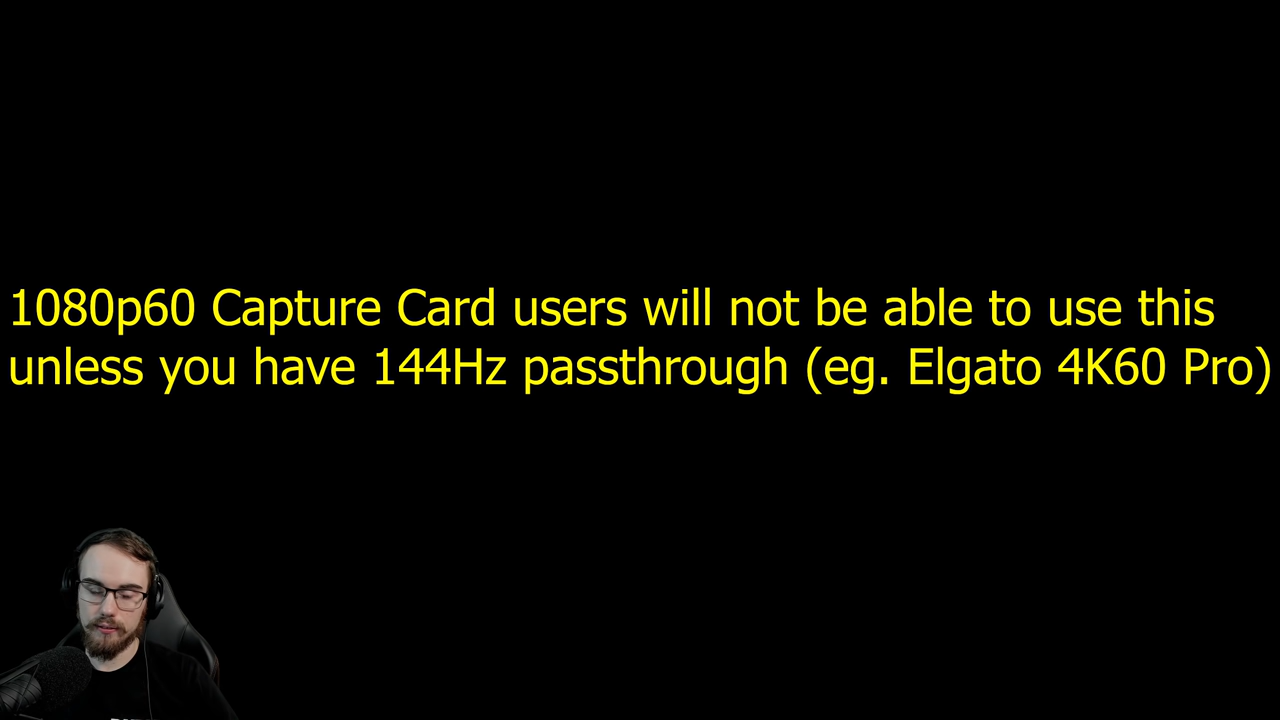 1080p60 Capture Card users will not be able to use this
unless you have 144Hz passthrough (eg. Elgato 4K60 Pro)